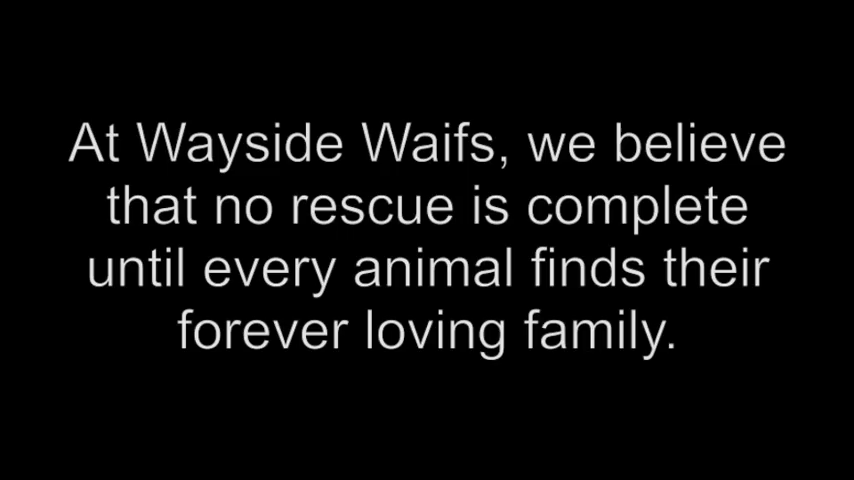 At Wayside Waifs, we believe
that no rescue is complete
until every animal finds their
forever loving family.